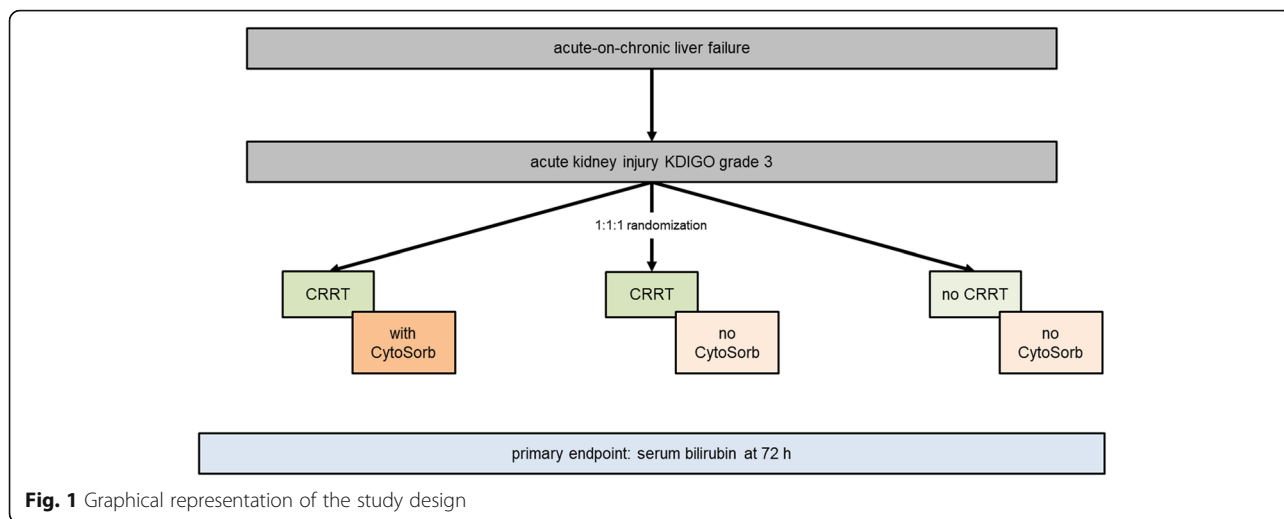 acute-on-chronic liver failure
acute kidney injury KDIGO grade 3
1:1:1 randomization
CRRT
with
CytoSorb
CRRT
no
CytoSorb
no CRRT
no
CytoSorb
primary endpoint: serum bilirubin at 72 h
Fig. 1 Graphical representation of the study design